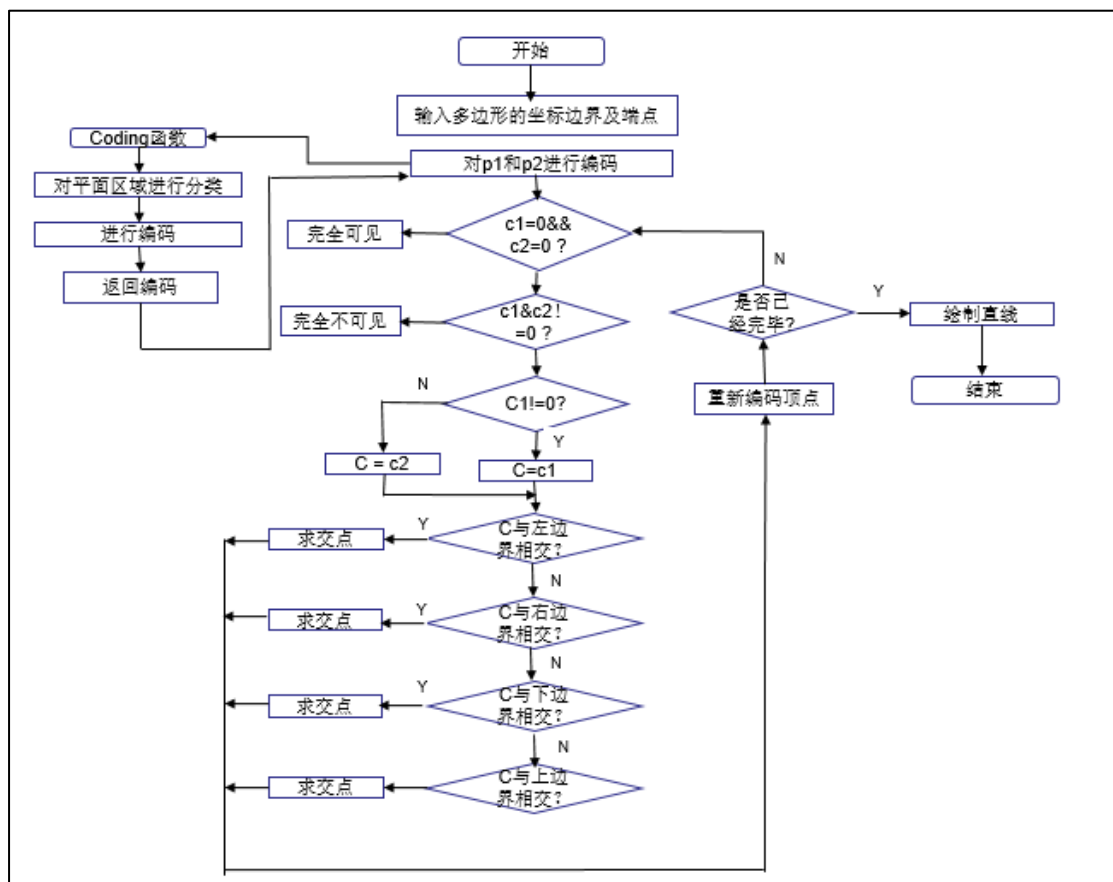 开始
输入多边形的坐标边界及端点
Coding函数
对p1和p2进行编码
对平面区域进行分类
进行编码
返回编码
完全可见
c1=0&&
c2=0 ?
N
完全不可见
c1&c2!
=0 ?
是否已
经完毕?
Y
绘制直线
结束
重新编码顶点
N
C1!=0?
Y
C = c2
C=c1
求交点
Y
C与左边
界相交?
N
求交点
Y
C与右边
界相交?
N
求交点
Y
C与下边
界相交?
N
求交点
C与上边
界相交?